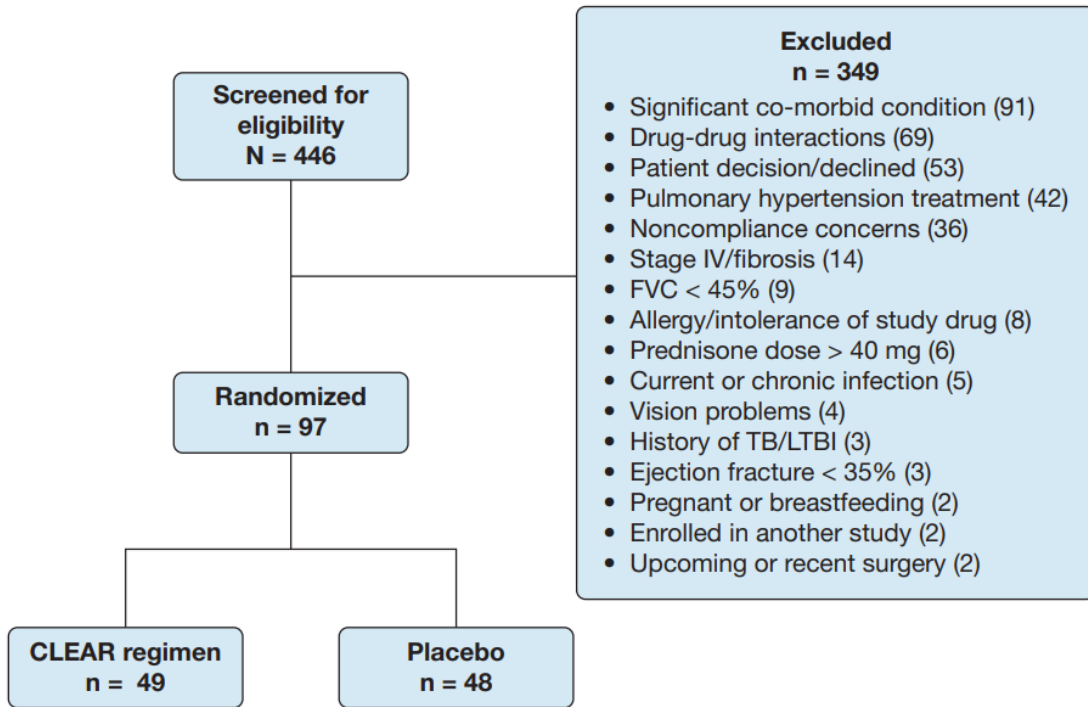 Screened for
eligibility
N = 446
Excluded
n = 349
• Significant co-morbid condition (91)
• Drug-drug interactions (69)
• Patient decision/declined (53)
• Pulmonary hypertension treatment (42)
• Noncompliance concerns (36)
• Stage IV/fibrosis (14)
• FVC < 45% (9)
• Allergy/intolerance of study drug (8)
• Prednisone dose > 40 mg (6)
• Current or chronic infection (5)
• Vision problems (4)
• History of TB/LTBI (3)
• Ejection fracture < 35% (3)
• Pregnant or breastfeeding (2)
• Enrolled in another study (2)
• Upcoming or recent surgery (2)
Randomized
n = 97
CLEAR regimen
n = 49
Placebo
n = 48